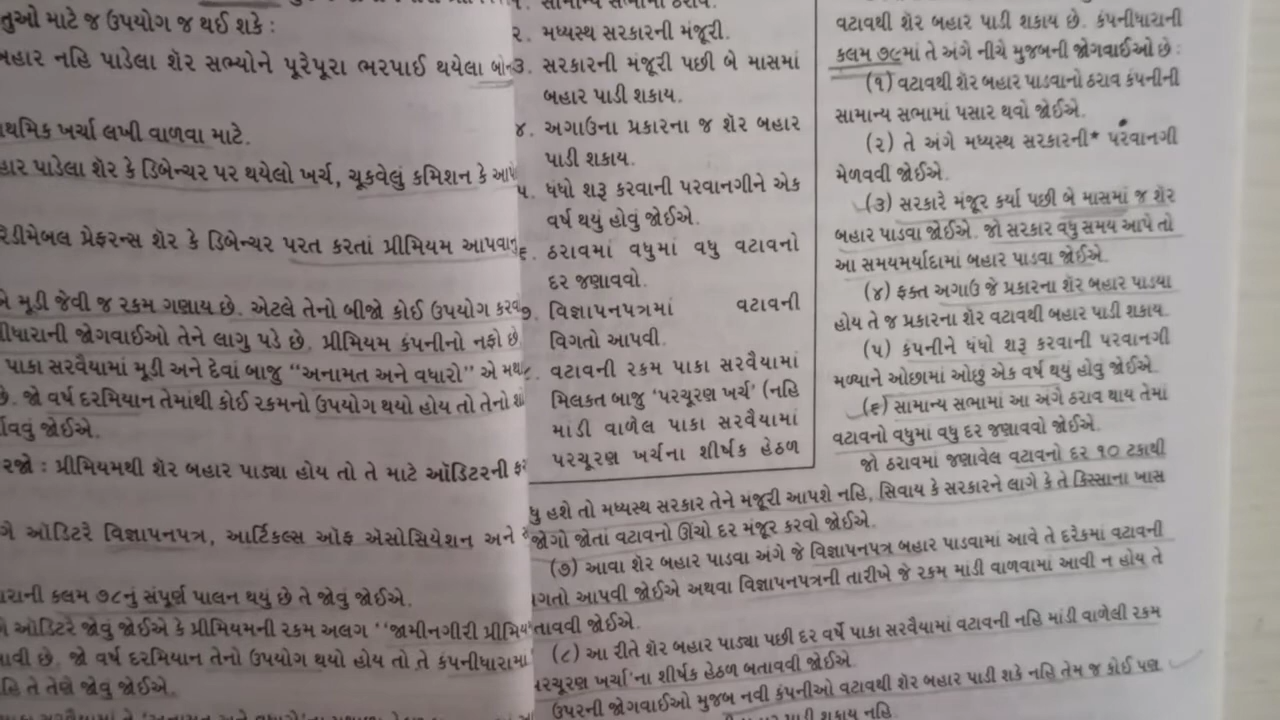 તુઓ માટે જ ઉપયોગ જ થઈ શકે :
બહાર નહિ પાડેલા શૅર સભ્યોને પૂરેપૂરા ભરપાઈ થયેલા
ખર્ચા લખી વાળવા માટે.
પાડેલા શૅર કે ડિબેન્ચર પર થયેલો ખર્ચ, ચૂકવેલું કમિશન કે
પ્રેફરન્સ શૅર કે ડિબેન્ચર પરત કરતાં પ્રીમિયમ
મૂડી જેવી જ રકમ ગણાય છે. એટલે તેનો બીજો કોઈ ઉપયોગ
જોગવાઈઓ તેને લાગુ પડે છે. પ્રીમિયમ કંપનીનો નફો છે
પાકા સરવૈયામાં મૂડી અને દેવાં બાજુ “અનામત અને વધારો” એ
છે. જો વર્ષ દરમિયાન તેમાંથી કોઈ રકમનો ઉપયોગ થયો હોય તો તેનો
જોઈએ.
પ્રીમિયમથી શૅર બહાર પાડ્યા હોય તો તે માટે ઑડિટરની
ઑડિટરે વિજ્ઞાપનપત્ર, આર્ટિકલ્સ ઑફ ઍસોસિયેશન અને
કલમ ૭૮નું સંપૂર્ણ પાલન થયું છે તે જોવું જોઈએ.
ઑડિટરે જોવું જોઈએ કે પ્રીમિયમની રકમ અલગ “જામીનગીરી
છે. જો વર્ષ દરમિયાન તેનો ઉપયોગ થયો હોય તો તે
તે તેણે જોવું જોઈએ.
૨. મધ્યસ્થ સરકારની મંજૂરી.
૩. સરકારની મંજૂરી પછી બે માસમાં
બહાર પાડી શકાય.
૪. અગાઉના પ્રકારના જ શૅર બહાર
પાડી શકાય.
૫. ધંધો શરૂ કરવાની પરવાનગીને એક
વર્ષ થયું હોવું જોઈએ.
૬. ઠરાવમાં વધુમાં વધુ વટાવનો
દર જણાવવો.
૭. વિજ્ઞાપનપત્રમાં વટાવની
વિગતો આપવી.
વટાવની રકમ પાકા સરવૈયામાં
મિલકત બાજુ ‘પરચૂરણ ખર્ચ’ (નહિ
માંડી વાળેલ પાકા સરવૈયામાં
પરચૂરણ ખર્ચના શીર્ષક હેઠળ
વટાવથી શૅર બહાર પાડી શકાય છે. કંપનીધારાની
કલમ ૭૯માં તે અંગે નીચે મુજબની જોગવાઈઓ છે :
(૧) વટાવથી શૅર બહાર પાડવાનો ઠરાવ કંપનીની
સામાન્ય સભામાં પસાર થવો જોઈએ.
(૨) તે અંગે મધ્યસ્થ સરકારની* પરવાનગી
મેળવવી જોઈએ.
(૩) સરકારે મંજૂર કર્યા પછી બે માસમાં જ શૅર
બહાર પાડવા જોઈએ. જો સરકાર વધુ સમય આપે તો
આ સમયમર્યાદામાં બહાર પાડવા જોઈએ.
(૪) ફક્ત અગાઉ જે પ્રકારના શૅર બહાર પાડ્યા
હોય તે જ પ્રકારના શૅર વટાવથી બહાર પાડી શકાય.
(૫) કંપનીને ધંધો શરૂ કરવાની પરવાનગી
મળ્યાને ઓછામાં ઓછું એક વર્ષ થયું હોવું જોઈએ.
(૬) સામાન્ય સભામાં આ અંગે ઠરાવ થાય તેમાં
વટાવનો વધુમાં વધુ દર જણાવવો જોઈએ.
જો ઠરાવમાં જણાવેલ વટાવનો દર ૧૦ ટકાથી
હશે તો મધ્યસ્થ સરકાર તેને મંજૂરી આપશે નહિ, સિવાય કે સરકારને લાગે કે તે કિસ્સાના ખાસ
જોતાં વટાવનો ઊંચો દર મંજૂર કરવો જોઈએ.
(૭) આવા શૅર બહાર પાડવા અંગે જે વિજ્ઞાપનપત્ર બહાર પાડવામાં આવે તે દરેકમાં વટાવની
આપવી જોઈએ અથવા વિજ્ઞાપનપત્રની તારીખે જે રકમ માડી વાળવામાં આવી ન હોય તે
જોઈએ.
(૮) આ રીતે શૅર બહાર પાડ્યા પછી દર વર્ષે પાકા સરવૈયામાં વટાવની નહિ માંડી વાળેલી રકમ
ખર્ચા’ના શીર્ષક હેઠળ બતાવવી જોઈએ.
ઉપરની જોગવાઈઓ મુજબ નવી કંપનીઓ વટાવથી શૅર બહાર પાડી શકે નહિ તેમ જ કોઈ પણ